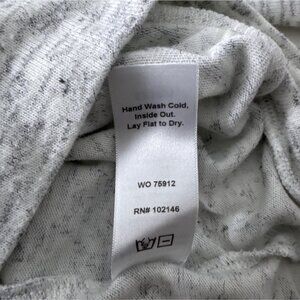 Hand Wash Cold,
Inside Out.
Lay Flat to Dry.
WO 75912
RN# 102146